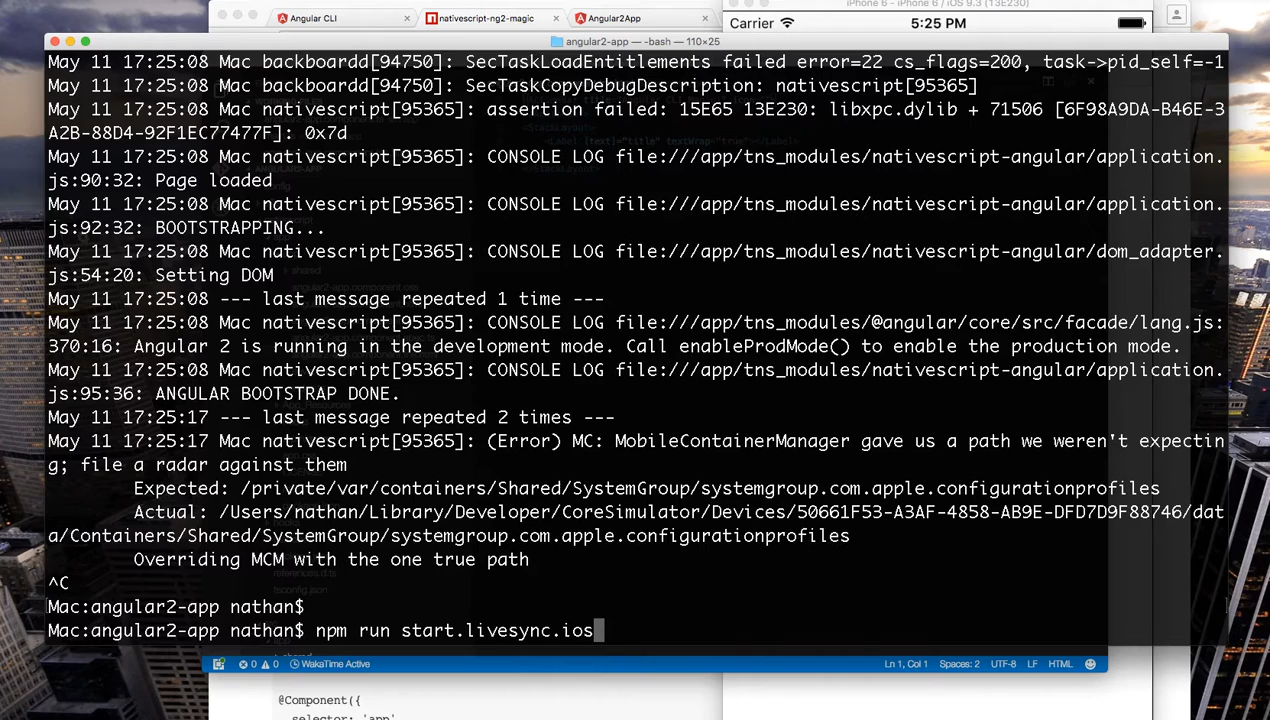 Angular CLI
nativescript-ng2-magic
Angular2App
iPhone 6 - iPhone 6 / iOS 9.3 (13E230)
Carrier
5:25 PM
angular2-app — -bash — 110×25
May 11 17:25:08 Mac backboardd[94750]: SecTaskLoadEntitlements failed error=22 cs_flags=200, task->pid_self=-1
May 11 17:25:08 Mac backboardd[94750]: SecTaskCopyDebugDescription: nativescript[95365]
May 11 17:25:08 Mac nativescript[95365]: assertion failed: 15E65 13E230: libxpc.dylib + 71506 [6F98A9DA-B46E-3
A2B-88D4-92F1EC77477F]: 0x7d
May 11 17:25:08 Mac nativescript[95365]: CONSOLE LOG file:///app/tns_modules/nativescript-angular/application.
js:90:32: Page loaded
May 11 17:25:08 Mac nativescript[95365]: CONSOLE LOG file:///app/tns_modules/nativescript-angular/application.
js:92:32: BOOTSTRAPPING...
May 11 17:25:08 Mac nativescript[95365]: CONSOLE LOG file:///app/tns_modules/nativescript-angular/dom_adapter.
js:54:20: Setting DOM
May 11 17:25:08 --- last message repeated 1 time ---
May 11 17:25:08 Mac nativescript[95365]: CONSOLE LOG file:///app/tns_modules/@angular/core/src/facade/lang.js:
370:16: Angular 2 is running in the development mode. Call enableProdMode() to enable the production mode.
May 11 17:25:08 Mac nativescript[95365]: CONSOLE LOG file:///app/tns_modules/nativescript-angular/application.
js:95:36: ANGULAR BOOTSTRAP DONE.
May 11 17:25:17 --- last message repeated 2 times ---
May 11 17:25:17 Mac nativescript[95365]: (Error) MC: MobileContainerManager gave us a path we weren't expectin
g; file a radar against them
Expected: /private/var/containers/Shared/SystemGroup/systemgroup.com.apple.configurationprofiles
Actual: /Users/nathan/Library/Developer/CoreSimulator/Devices/50661F53-A3AF-4858-AB9E-DFD7D9F88746/dat
a/Containers/Shared/SystemGroup/systemgroup.com.apple.configurationprofiles
Overriding MCM with the one true path
^C
Mac:angular2-app nathan$
Mac:angular2-app nathan$ npm run start.livesync.ios
0 0 WakaTime Active
Ln 1, Col 1 Spaces: 2 UTF-8 LF HTML
@Component({
selector: 'app'